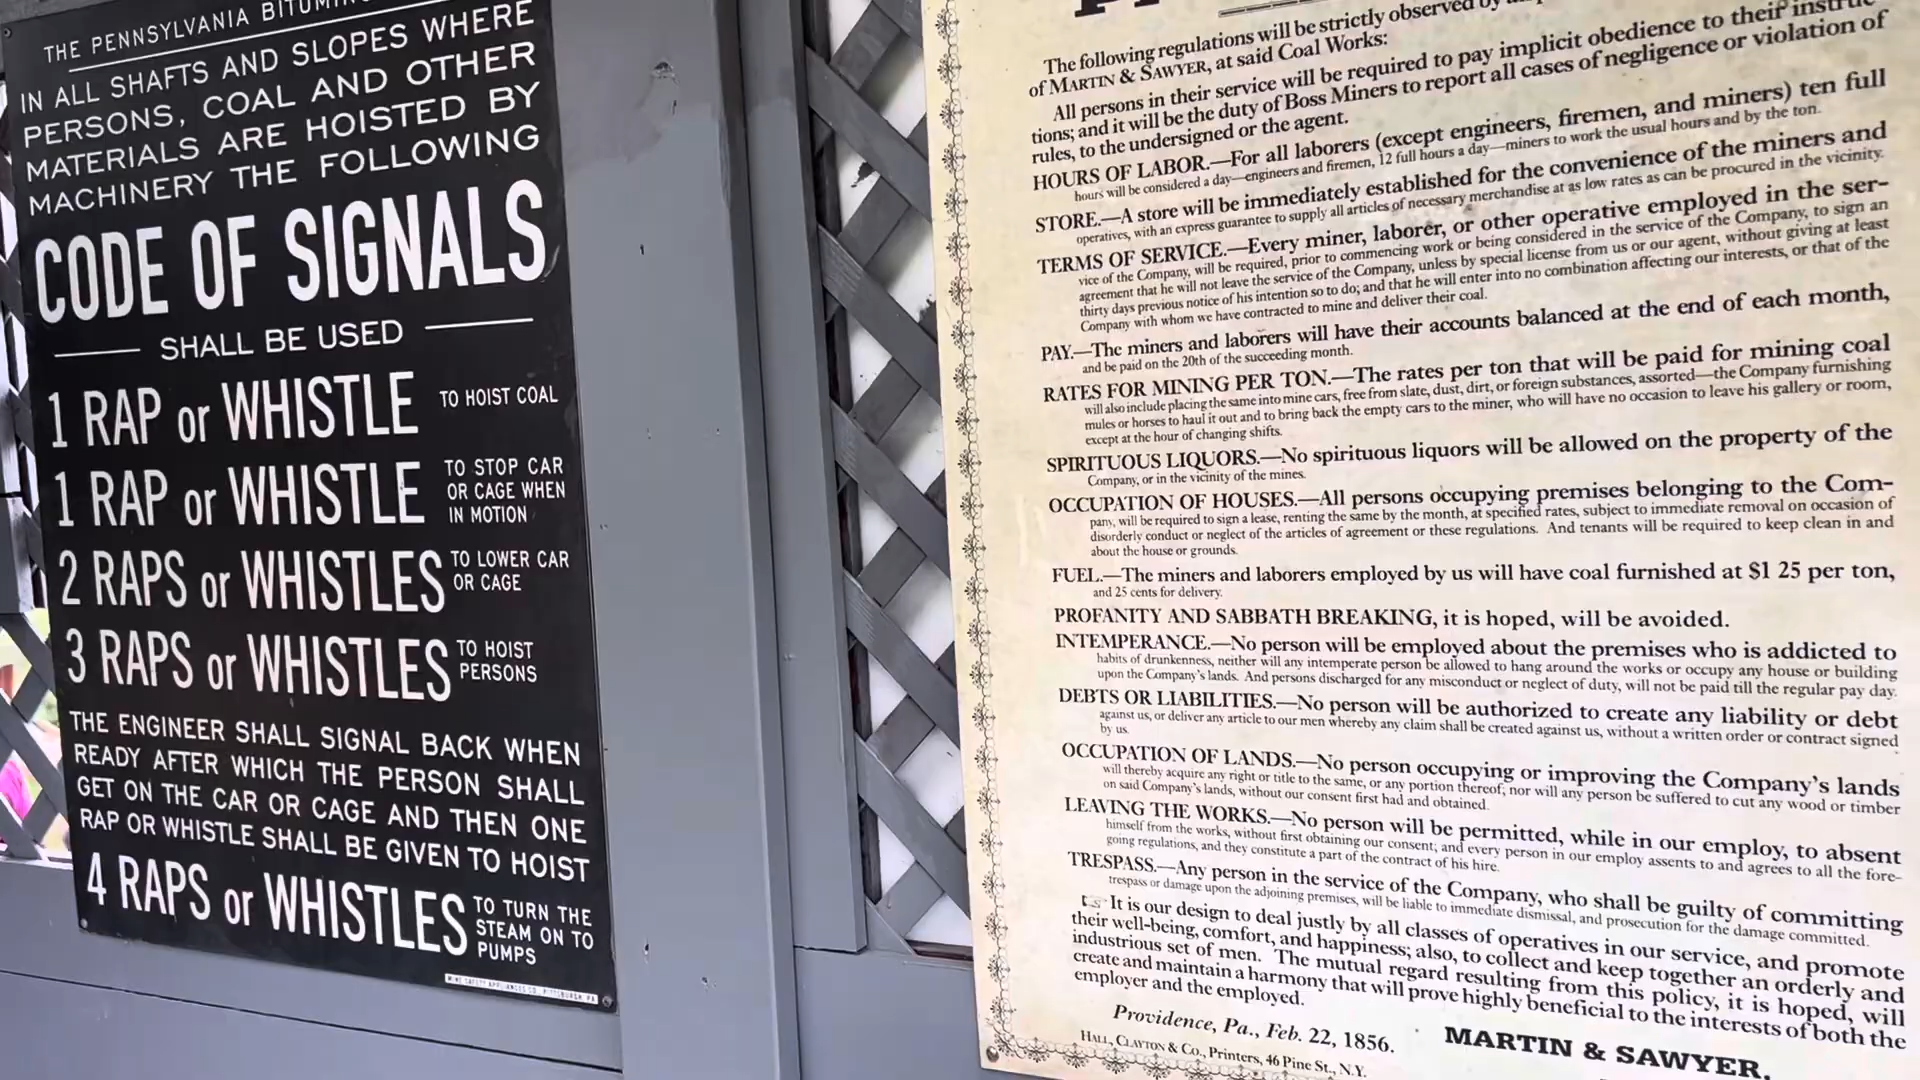 THE PENNSYLVANIA
IN ALL SHAFTS AND SLOPES WHERE
PERSONS, COAL AND OTHER
MATERIALS ARE HOISTED BY
MACHINERY THE FOLLOWING
CODE OF SIGNALS
SHALL BE USED
1 RAP or WHISTLE TO HOIST COAL
1 RAP or WHISTLE TO STOP CAR
OR CAGE WHEN
IN MOTION
2 RAPS or WHISTLES TO LOWER CAR
OR CAGE
3 RAPS or WHISTLES TO HOIST
PERSONS
THE ENGINEER SHALL SIGNAL BACK WHEN
READY AFTER WHICH THE PERSON SHALL
GET ON THE CAR OR CAGE AND THEN ONE
RAP OR WHISTLE SHALL BE GIVEN TO HOIST
4 RAPS or WHISTLES TO TURN THE
STEAM ON TO
PUMPS
MINE SAFETY APPLIANCES CO. PITTSBURGH, PA.
The following regulations will be strictly observed by
of MARTIN & SAWYER, at said Coal Works:
All persons in their service will be required to pay implicit obedience to their
tions; and it will be the duty of Boss Miners to report all cases of negligence or violation of
rules, to the undersigned or the agent.
HOURS OF LABOR.—For all laborers (except engineers, firemen, and miners) ten full
hours will be considered a day—engineers and firemen, 12 full hours a day—miners to work the usual hours and by the ton.
STORE.—A store will be immediately established for the convenience of the miners and
operatives, with an express guarantee to supply all articles of necessary merchandise at as low rates as can be procured in the vicinity.
TERMS OF SERVICE.—Every miner, laborer, or other operative employed in the ser-
vice of the Company, will be required, prior to commencing work or being considered in the service of the Company, to sign an
agreement that he will not leave the service of the Company, unless by special license from us or our agent, without giving at least
thirty days previous notice of his intention so to do; and that he will enter into no combination affecting our interests, or that of the
Company with whom we have contracted to mine and deliver their coal.
PAY.—The miners and laborers will have their accounts balanced at the end of each month,
and be paid on the 20th of the succeeding month.
RATES FOR MINING PER TON.—The rates per ton that will be paid for mining coal
will also include placing the same into mine cars, free from slate, dust, dirt, or foreign substances, assorted—the Company furnishing
mules or horses to haul it out and to bring back the empty cars to the miner, who will have no occasion to leave his gallery or room,
except at the hour of changing shifts.
SPIRITUOUS LIQUORS.—No spirituous liquors will be allowed on the property of the
Company, or in the vicinity of the mines.
OCCUPATION OF HOUSES.—All persons occupying premises belonging to the Com-
pany, will be required to sign a lease, renting the same by the month, at specified rates, subject to immediate removal on occasion of
disorderly conduct or neglect of the articles of agreement or these regulations. And tenants will be required to keep clean in and
about the house or grounds.
FUEL.—The miners and laborers employed by us will have coal furnished at $1 25 per ton,
and 25 cents for delivery.
PROFANITY AND SABBATH BREAKING, it is hoped, will be avoided.
INTEMPERANCE.—No person will be employed about the premises who is addicted to
habits of drunkenness, neither will any intemperate person be allowed to hang around the works or occupy any house or building
upon the Company's lands. And persons discharged for any misconduct or neglect of duty, will not be paid till the regular pay day.
DEBTS OR LIABILITIES.—No person will be authorized to create any liability or debt
against us, or deliver any article to our men whereby any claim shall be created against us, without a written order or contract signed
by us.
OCCUPATION OF LANDS.—No person occupying or improving the Company's lands
will thereby acquire any right or title to the same, or any portion thereof; nor will any person be suffered to cut any wood or timber
on said Company's lands, without our consent first had and obtained.
LEAVING THE WORKS.—No person will be permitted, while in our employ, to absent
himself from the works, without first obtaining our consent; and every person in our employ assents to and agrees to all the fore-
going regulations, and they constitute a part of the contract of his hire.
TRESPASS.—Any person in the service of the Company, who shall be guilty of committing
trespass or damage upon the adjoining premises, will be liable to immediate dismissal, and prosecution for the damage committed.
☞ It is our design to deal justly by all classes of operatives in our service, and promote
their well-being, comfort, and happiness; also, to collect and keep together an orderly and
industrious set of men. The mutual regard resulting from this policy, it is hoped, will
create and maintain a harmony that will prove highly beneficial to the interests of both the
employer and the employed.
Providence, Pa., Feb. 22, 1856.
MARTIN & SAWYER.
HALL, CLAYTON & Co., Printers, 46 Pine St., N.Y.